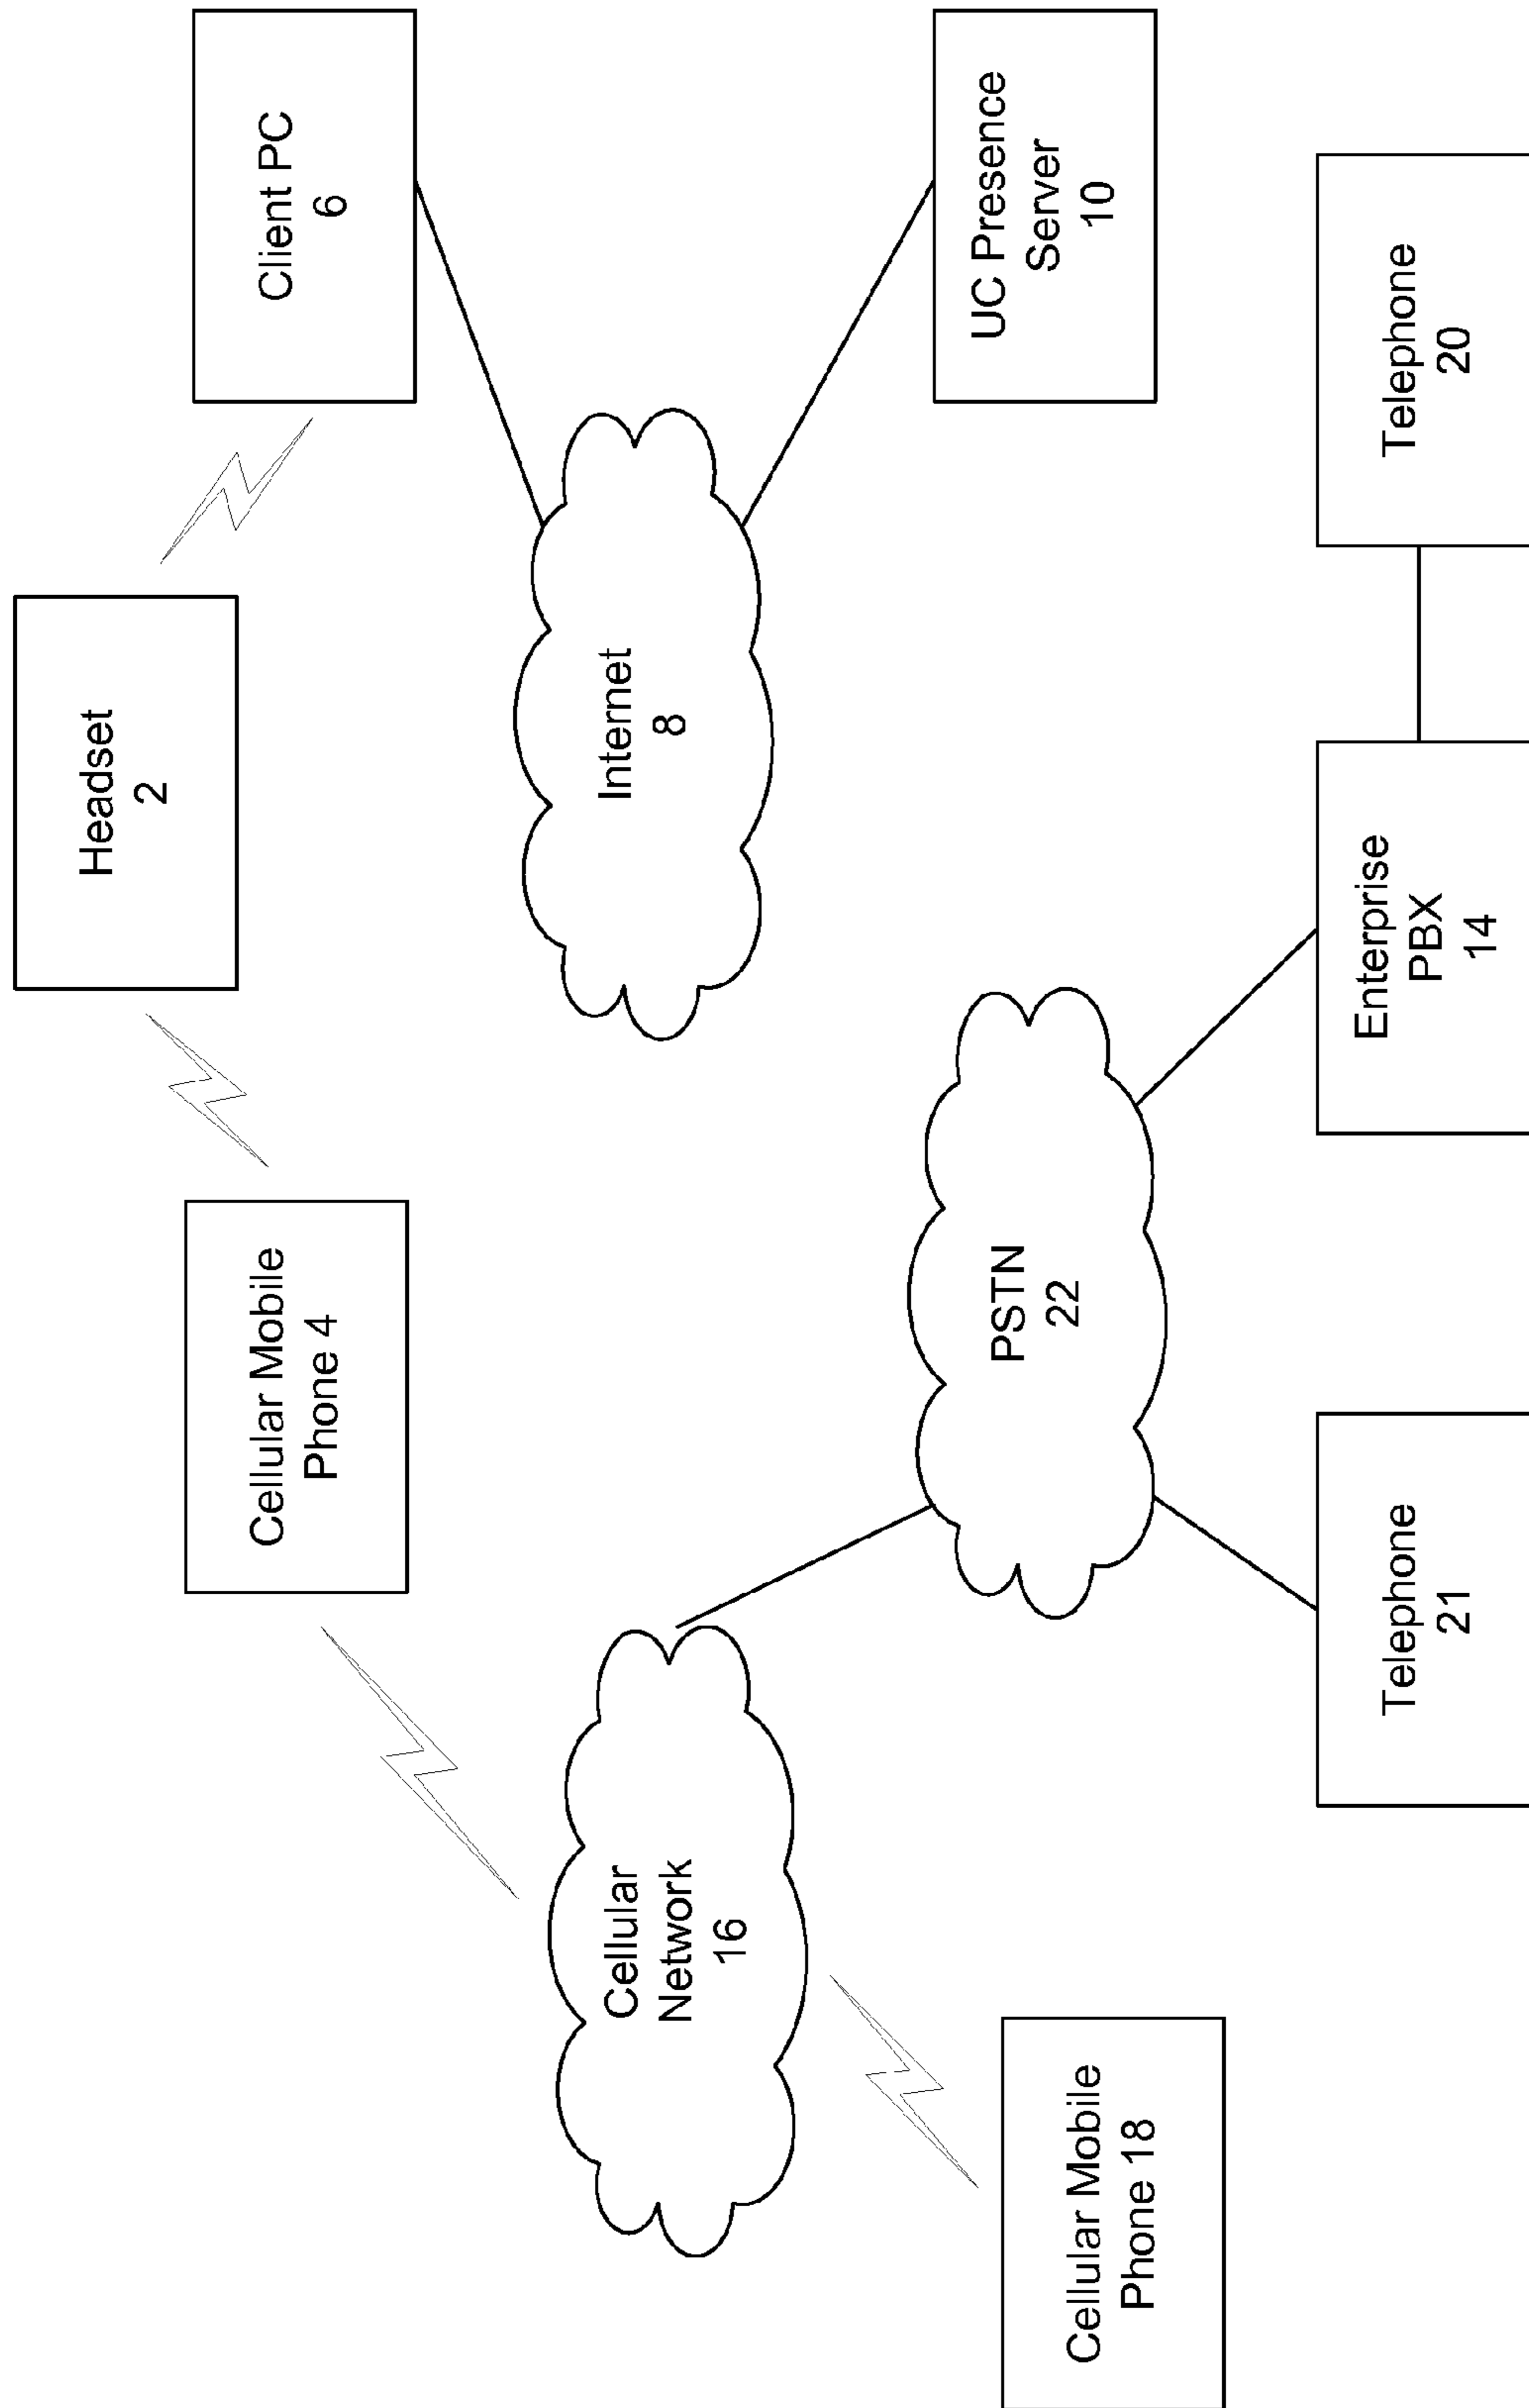 Headset
2
Cellular Mobile
Phone 4
Client PC
6
Internet
8
Cellular
Network
16
UC Presence
Server
10
PSTN
22
Cellular Mobile
Phone 18
Telephone
21
Enterprise
PBX
14
Telephone
20